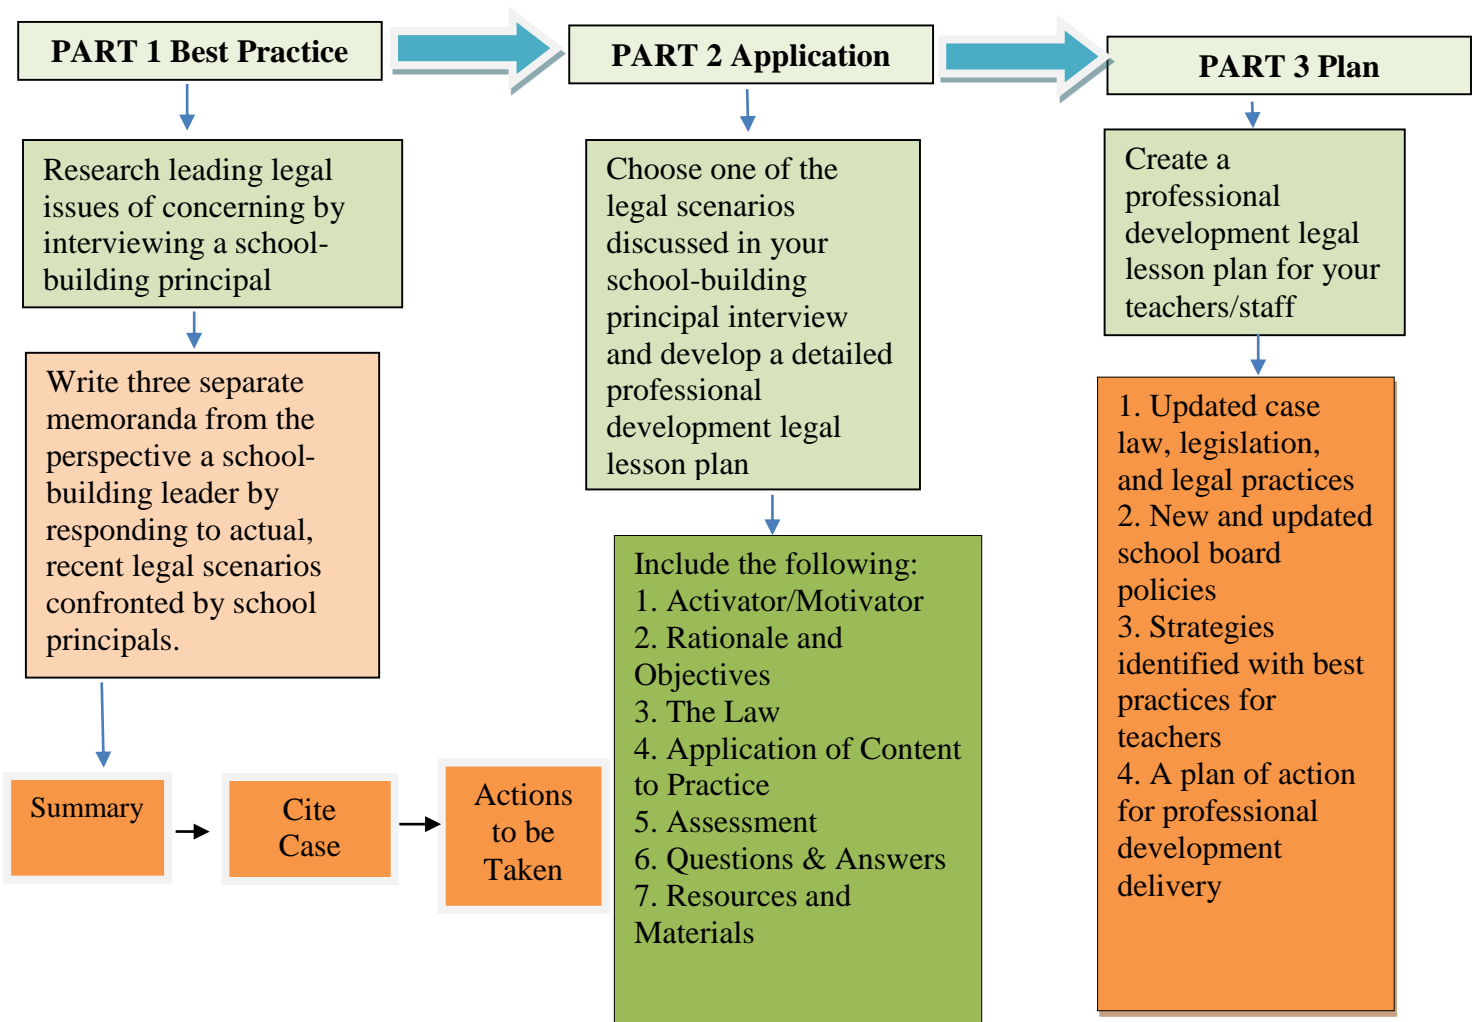 PART 1 Best Practice
Research leading legal
issues of concerning by
interviewing a school-
building principal
Write three separate
memoranda from the
perspective a school-
building leader by
responding to actual,
recent legal scenarios
confronted by school
principals.
Summary
Cite
Case
Actions
to be
Taken
PART 2 Application
Choose one of the
legal scenarios
discussed in your
school-building
principal interview
and develop a detailed
professional
development legal
lesson plan
Include the following:
1. Activator/Motivator
2. Rationale and
Objectives
3. The Law
4. Application of Content
to Practice
5. Assessment
6. Questions & Answers
7. Resources and
Materials
PART 3 Plan
Create a
professional
development legal
lesson plan for your
teachers/staff
1. Updated case
law, legislation,
and legal practices
2. New and updated
school board
policies
3. Strategies
identified with best
practices for
teachers
4. A plan of action
for professional
development
delivery